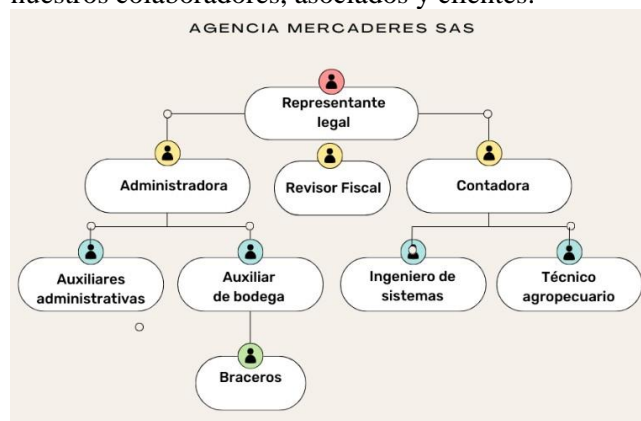 nuestros colaboradores, asociados y clientes.
AGENCIA MERCADERES SAS
Representante
legal
Administradora
Revisor Fiscal
Contadora
Auxiliares
administrativas
Auxiliar
de bodega
Ingeniero de
sistemas
Técnico
agropecuario
Braceros